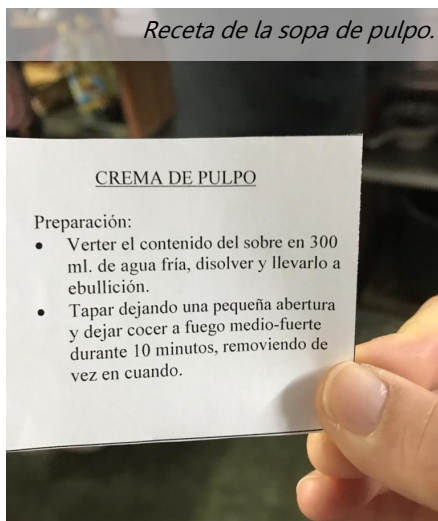 Receta de la sopa de pulpo.
CREMA DE PULPO
Preparación:
• Verter el contenido del sobre en 300
ml. de agua fría, disolver y llevarlo a
ebullición.
• Tapar dejando una pequeña abertura
y dejar cocer a fuego medio-fuerte
durante 10 minutos, removiendo de
vez en cuando.